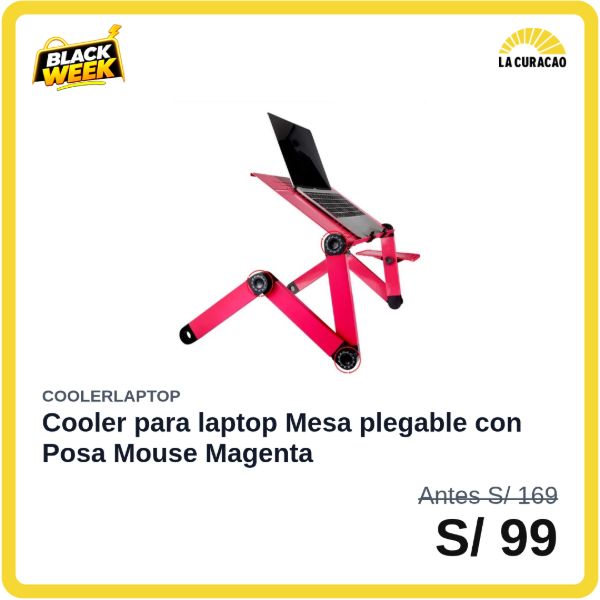 BLACK
WEEK
LA CURACAO
COOLERLAPTOP
Cooler para laptop Mesa plegable con
Posa Mouse Magenta
Antes S/ 169
S/ 99